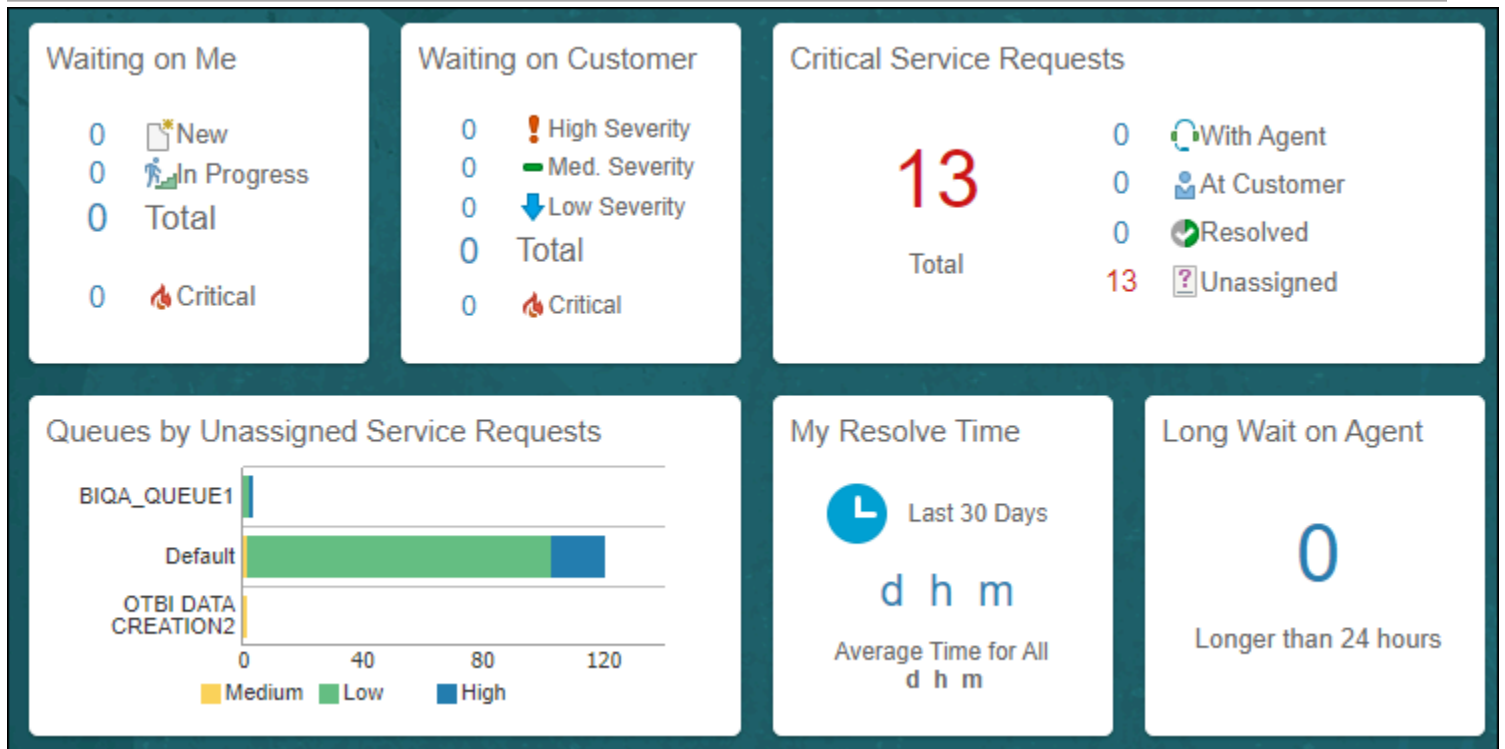 Waiting on Me
0 New
0 In Progress
0 Total
0 Critical
Waiting on Customer
0 High Severity
0 Med. Severity
0 Low Severity
0 Total
0 Critical
Critical Service Requests
13
Total
0 With Agent
0 At Customer
0 Resolved
13 ? Unassigned
Queues by Unassigned Service Requests
BIQA_QUEUE1
Default
OTBI DATA
CREATION2
0 40 80 120
Medium Low High
My Resolve Time
Last 30 Days
d h m
Average Time for All
d h m
Long Wait on Agent
0
Longer than 24 hours